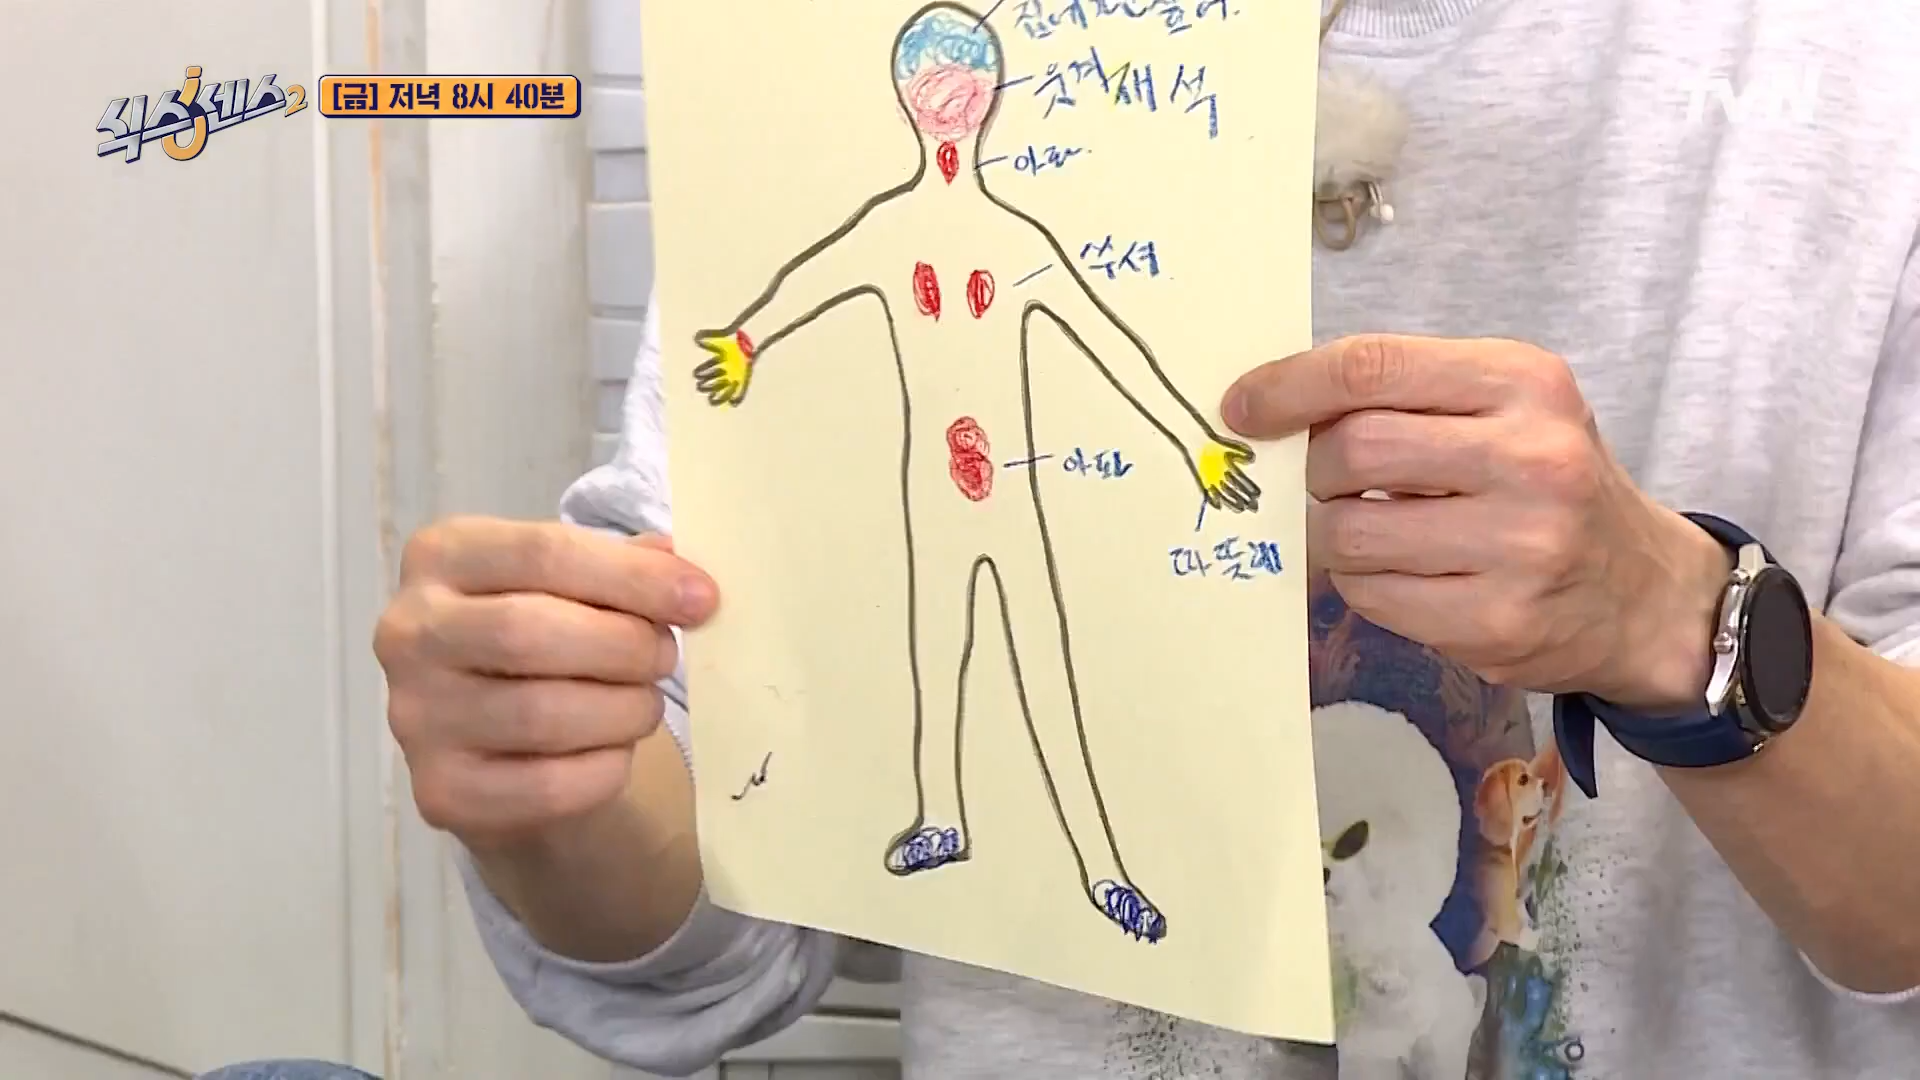 식스센스2
[금] 저녁 8시 40분
tvN
웃겨 재석
아파
쑤셔
아파
따뜻해